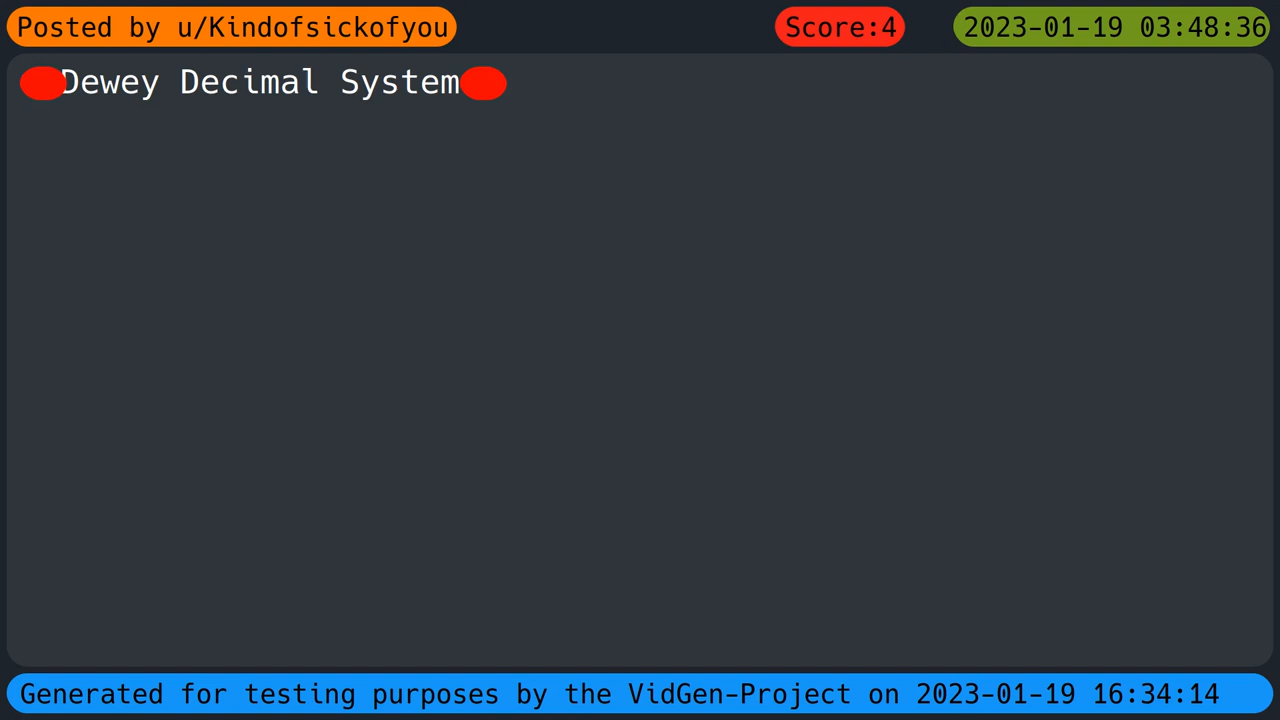 Posted by u/Kindofsickofyou
Score:4
2023-01-19 03:48:36
Dewey Decimal System
Generated for testing purposes by the VidGen-Project on 2023-01-19 16:34:14